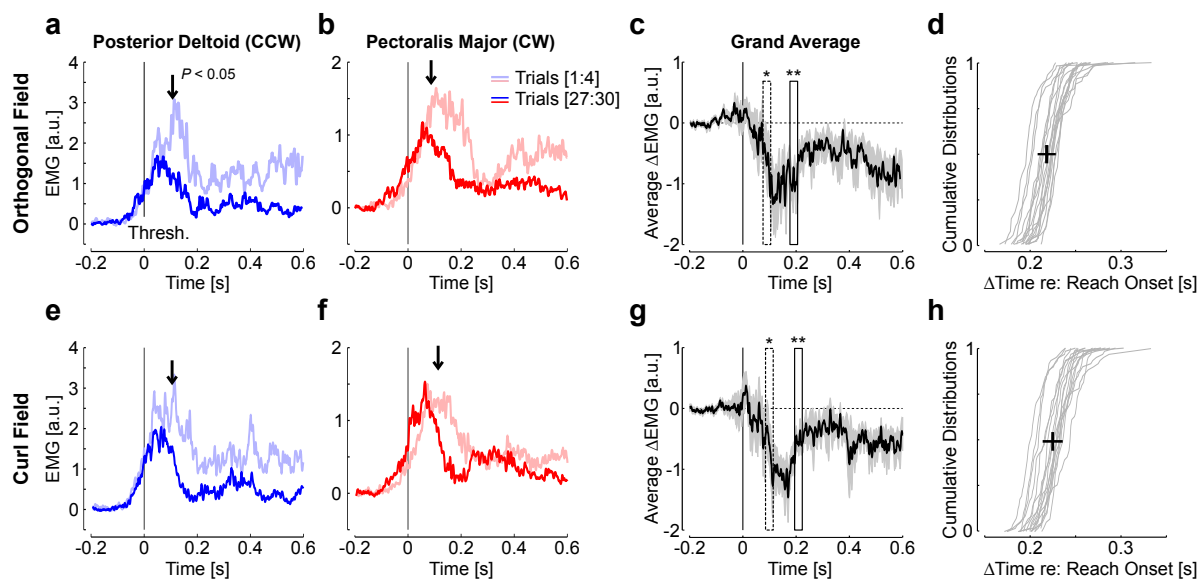 a
Posterior Deltoid (CCW)
b
Pectoralis Major (CW)
c
Grand Average
d
Orthogonal Field
EMG [a.u.]
4
3
2
1
0
P < 0.05
Thresh.
-0.2 0 0.2 0.4 0.6
Time [s]
2
1
0
Trials [1:4]
Trials [27:30]
-0.2 0 0.2 0.4 0.6
Time [s]
Average ΔEMG [a.u.]
1
0
-1
-2
* **
-0.2 0 0.2 0.4 0.6
Time [s]
Cumulative Distributions
1
0
0.2 0.3
ΔTime re: Reach Onset [s]
e
f
g
h
Curl Field
EMG [a.u.]
4
3
2
1
0
-0.2 0 0.2 0.4 0.6
Time [s]
2
1
0
-0.2 0 0.2 0.4 0.6
Time [s]
Average ΔEMG [a.u.]
1
0
-1
-2
* **
-0.2 0 0.2 0.4 0.6
Time [s]
Cumulative Distributions
1
0
0.2 0.3
ΔTime re: Reach Onset [s]